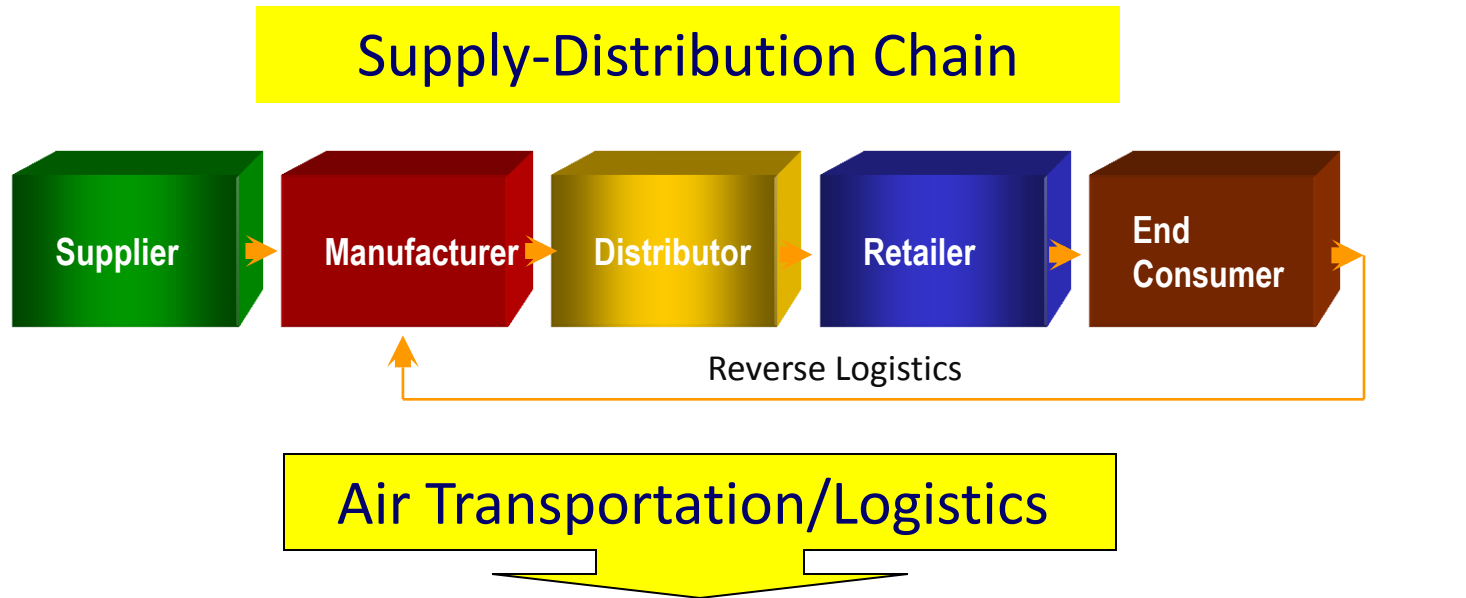 Supply-Distribution Chain
Supplier
Manufacturer
Distributor
Retailer
End
Consumer
Reverse Logistics
Air Transportation/Logistics